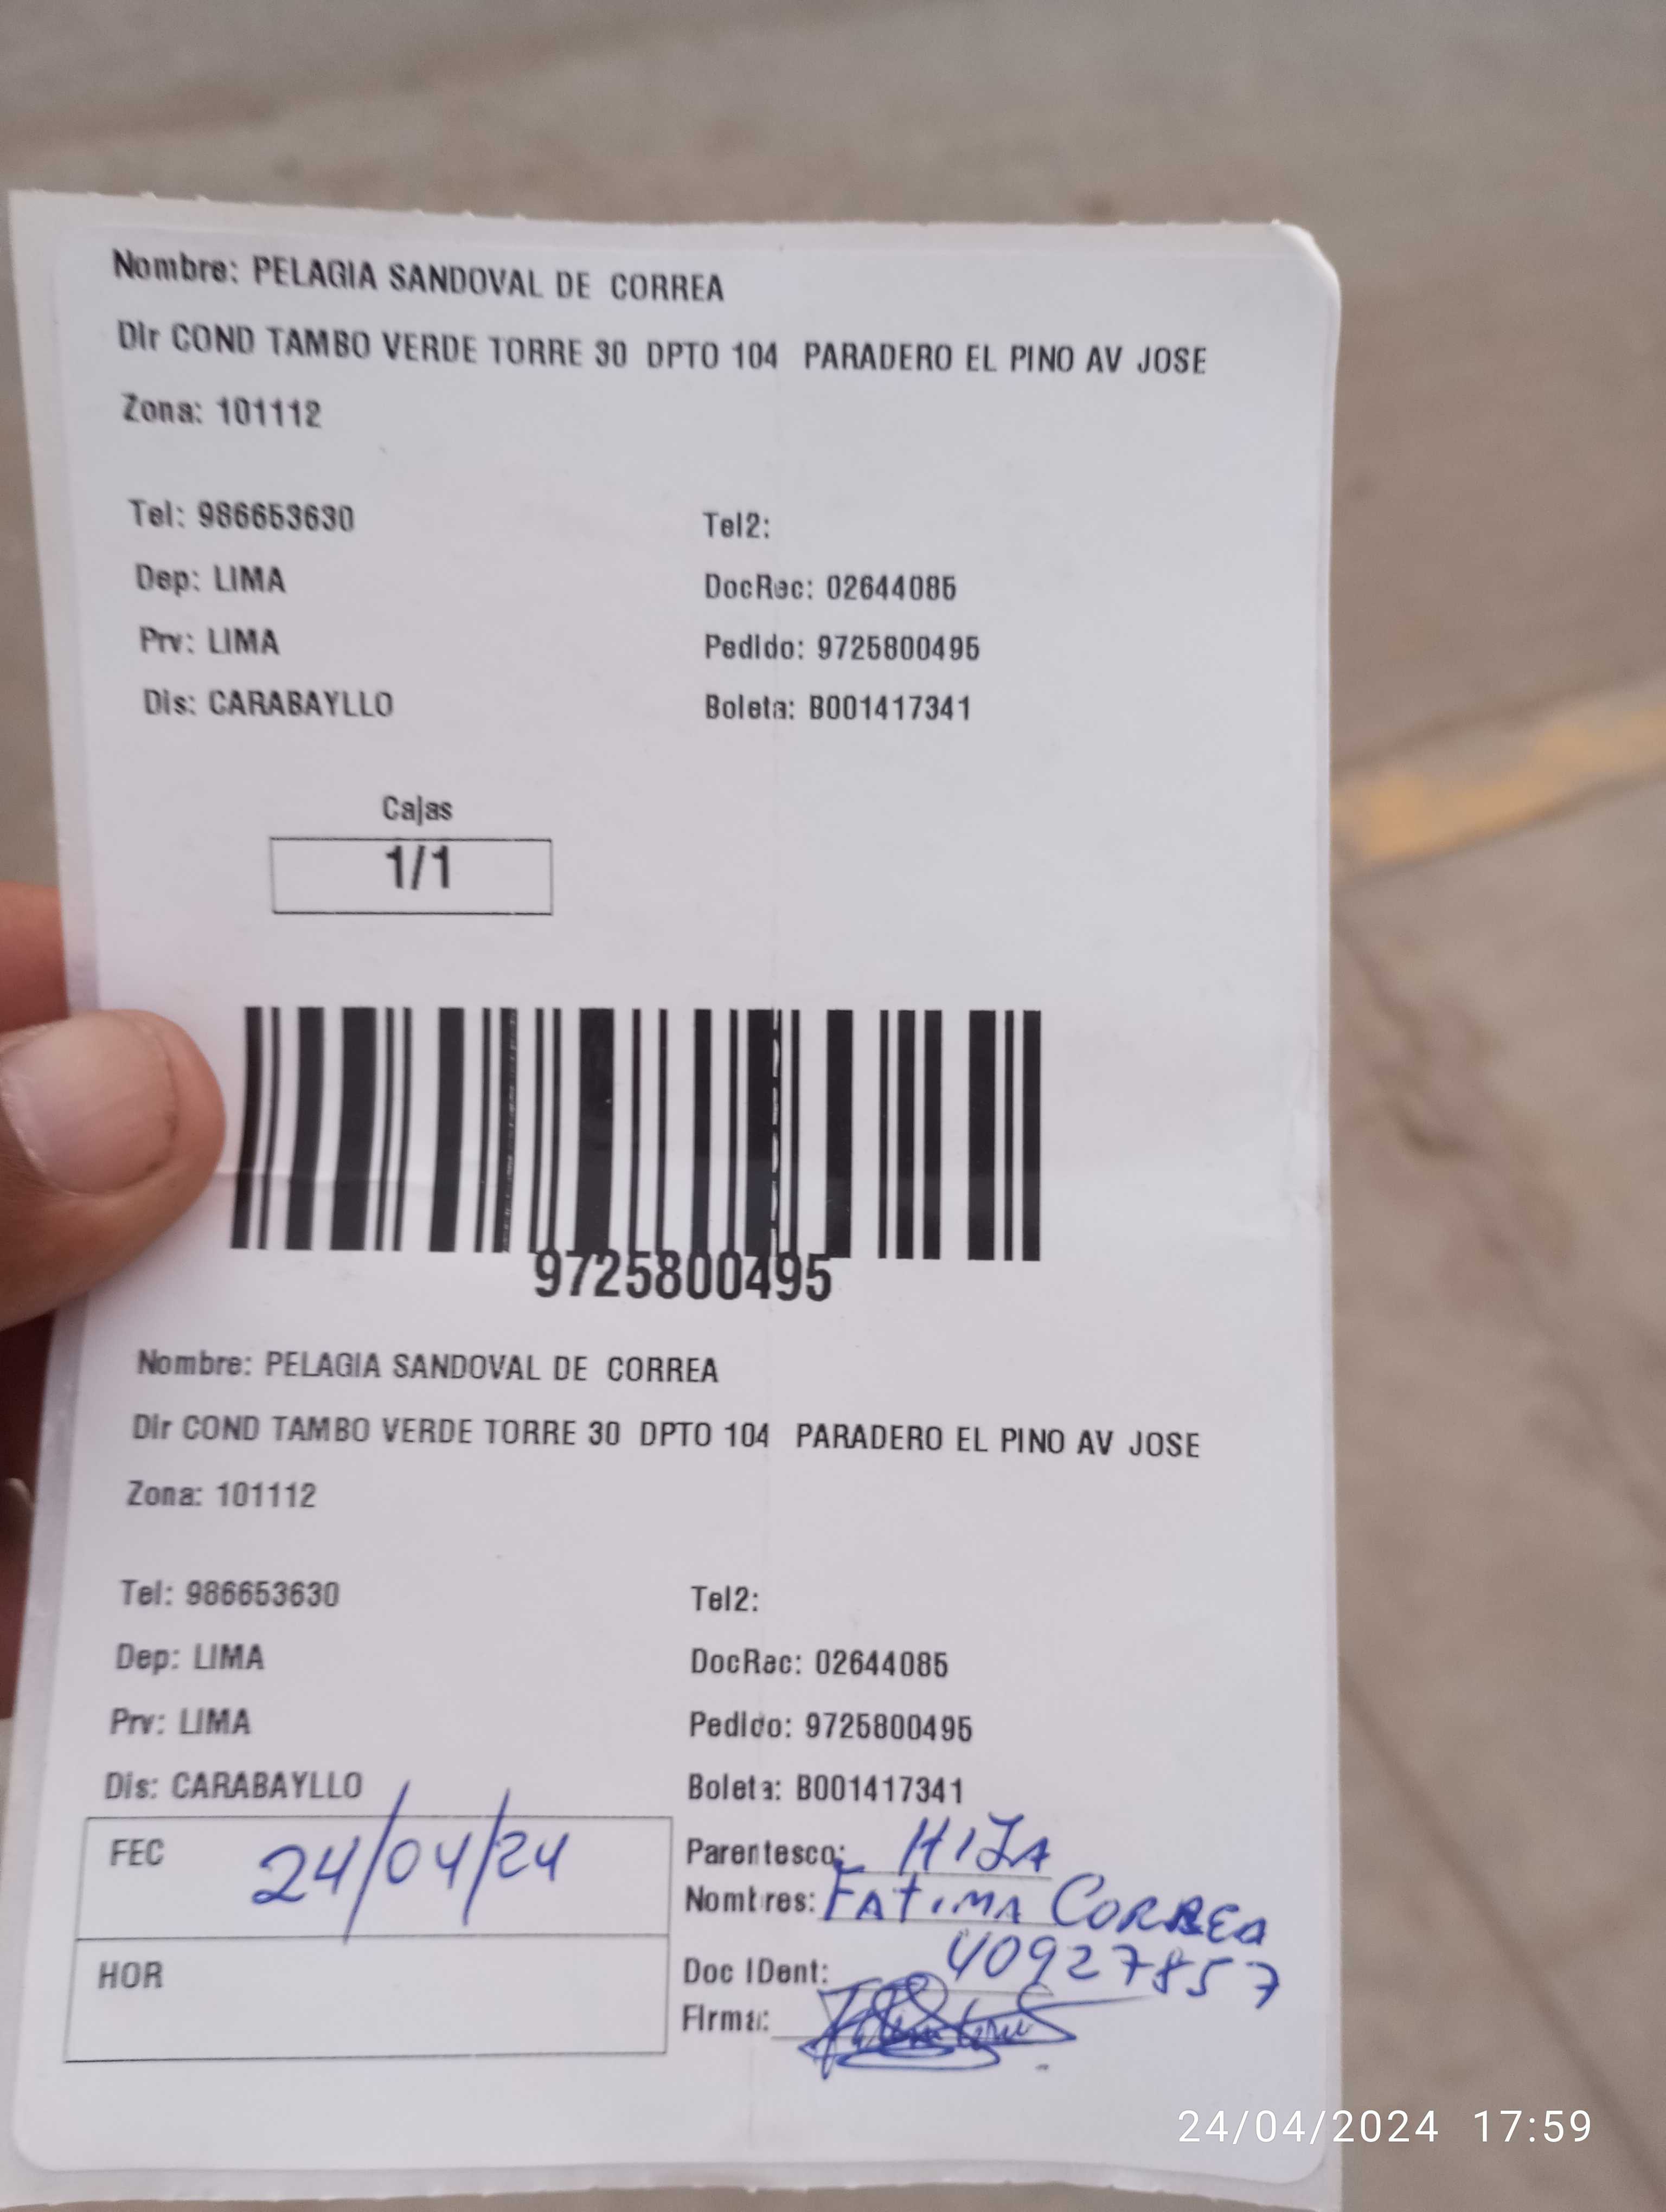 Nombre: PELAGIA SANDOVAL DE CORREA
Dir COND TAMBO VERDE TORRE 30 DPTO 104 PARADERO EL PINO AV JOSE
Zona: 101112
Tel: 986653630 Tel2:
Dep: LIMA DocRec: 02644085
Prv: LIMA Pedido: 9725800495
Dis: CARABAYLLO Boleta: B001417341
Cajas
1/1
9725800495
Nombre: PELAGIA SANDOVAL DE CORREA
Dir COND TAMBO VERDE TORRE 30 DPTO 104 PARADERO EL PINO AV JOSE
Zona: 101112
Tel: 986653630 Tel2:
Dep: LIMA DocRec: 02644085
Prv: LIMA Pedido: 9725800495
Dis: CARABAYLLO Boleta: B001417341
FEC 24/04/24 Parentesco: HIJA
Nombres: FATIMA CORREA
HOR Doc IDent: 40927857
Firma:
24/04/2024 17:59